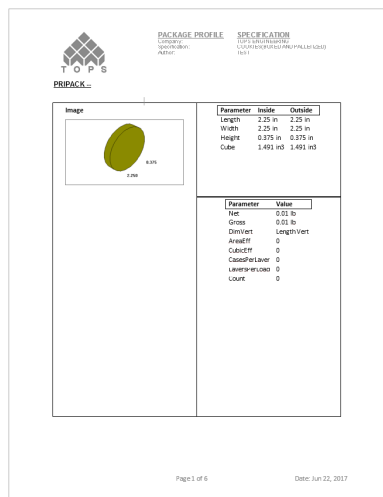 PACKAGE PROFILE SPECIFICATION
Company: TOPS ENGINEERING
Specification: COOKIES(BOXED AND PALLETIZED)
Author: TEST
TOPS
PRIPACK --
Image
0.375
2.250
Parameter Inside Outside
Length 2.25 in 2.25 in
Width 2.25 in 2.25 in
Height 0.375 in 0.375 in
Cube 1.491 in3 1.491 in3
Parameter Value
Net 0.01 lb
Gross 0.01 lb
DimVert Length Vert
AreaEff 0
CubicEff 0
CasesPerLayer 0
LayersPerLoad 0
Count 0
Page 1 of 6 Date: Jun 22, 2017